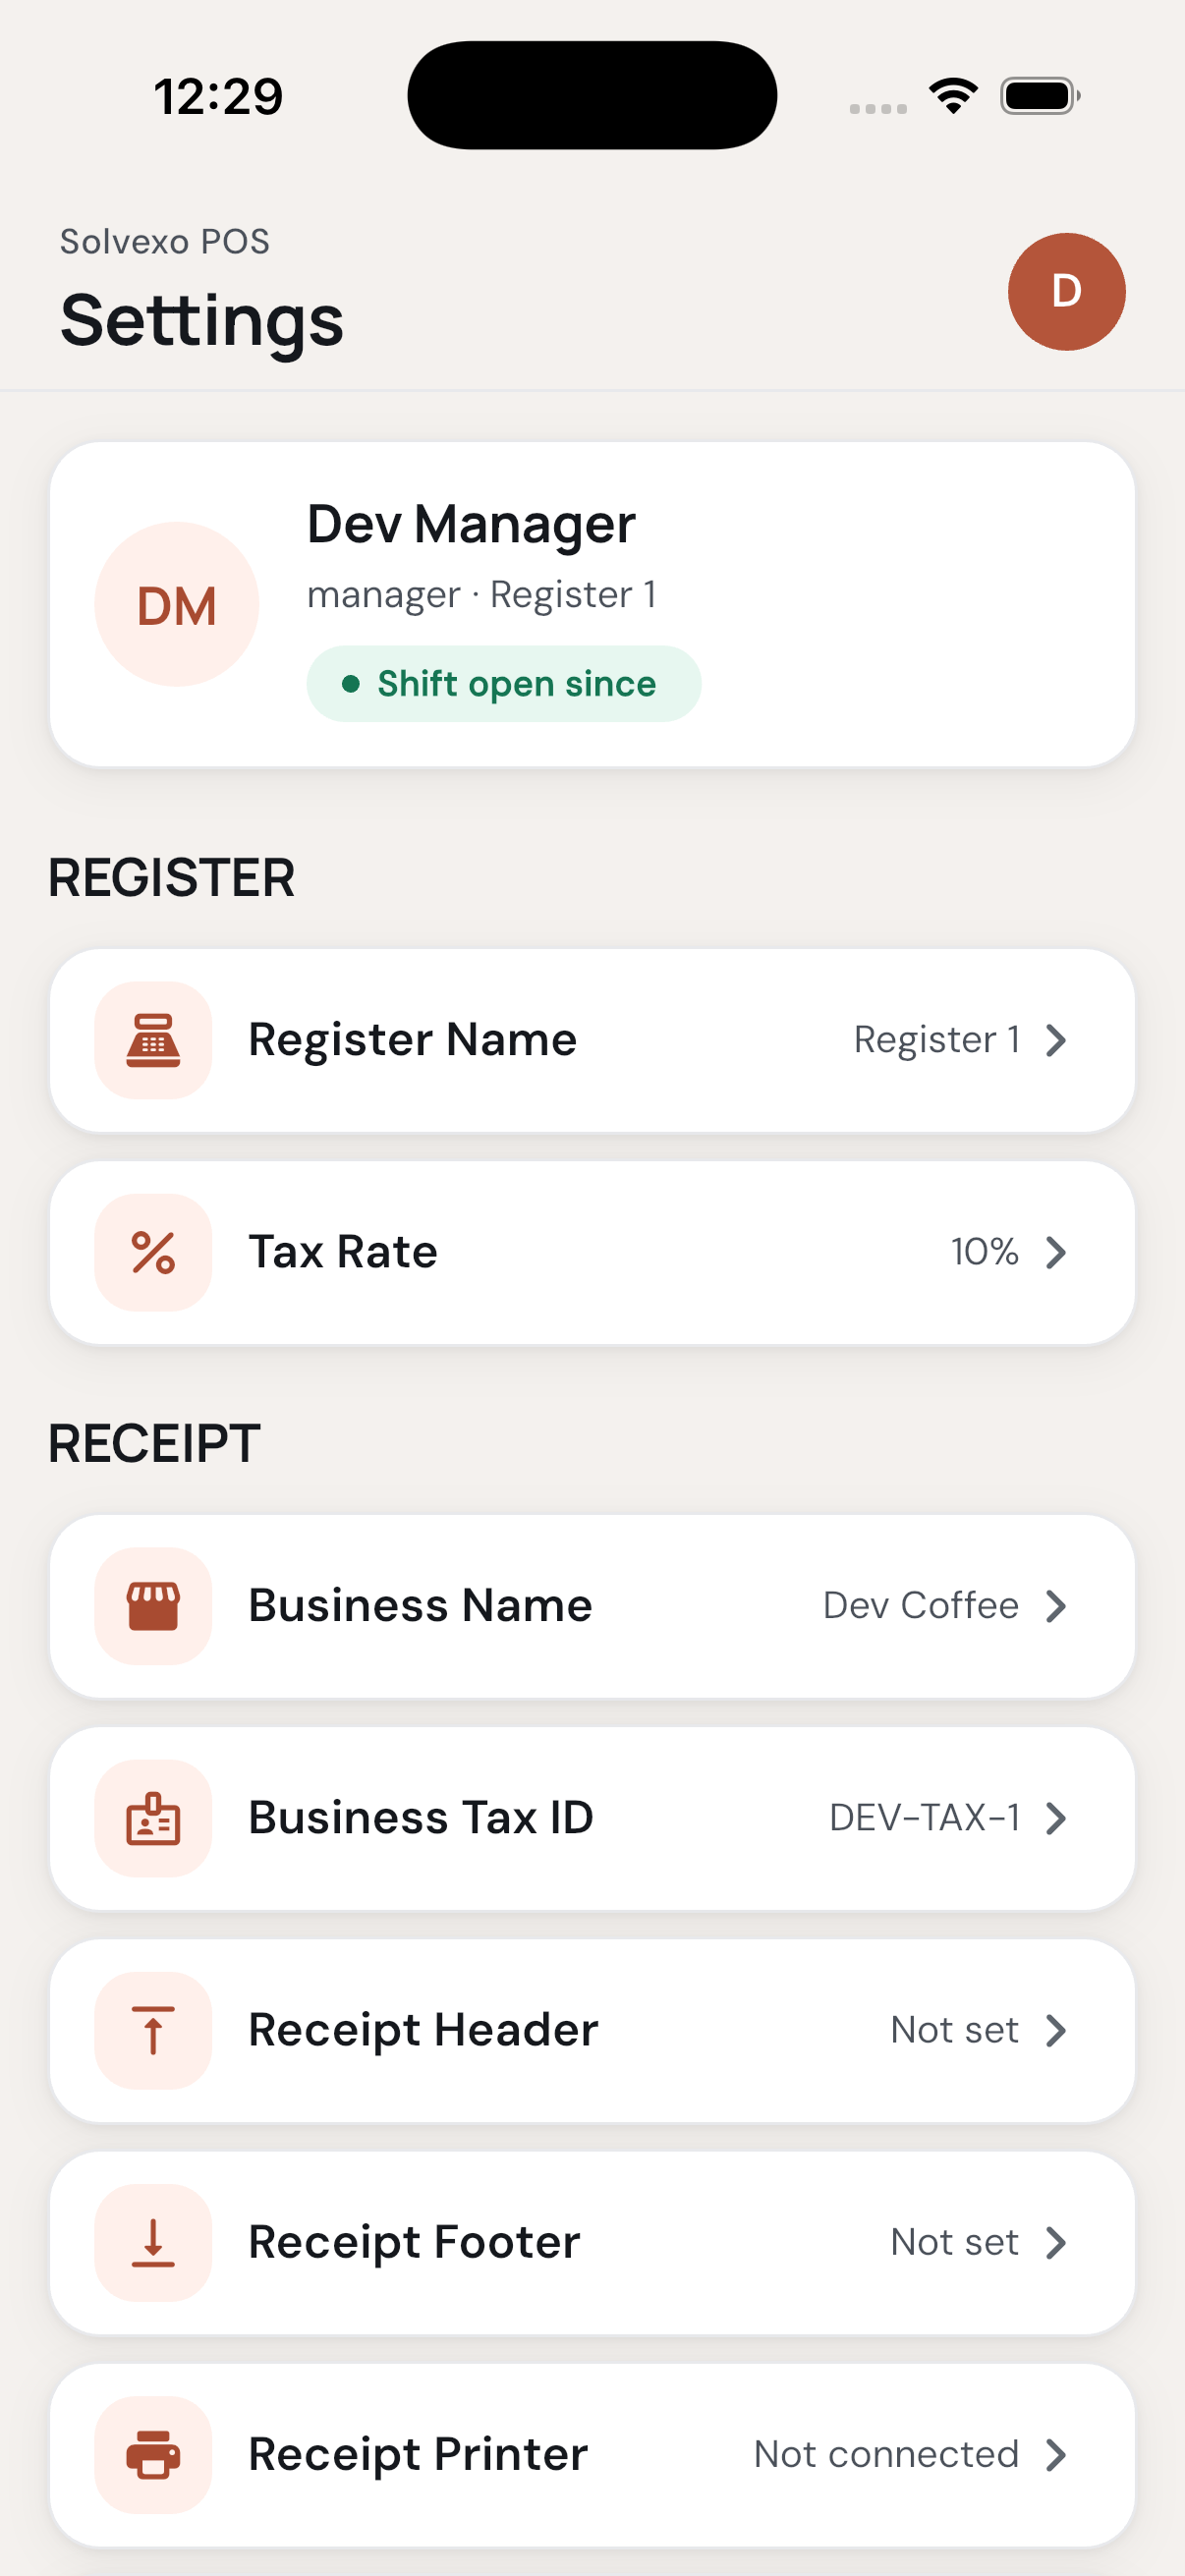 12:29
Solvexo POS
Settings
D
DM
Dev Manager
manager · Register 1
Shift open since
REGISTER
Register Name
Register 1
Tax Rate
10%
RECEIPT
Business Name
Dev Coffee
Business Tax ID
DEV-TAX-1
Receipt Header
Not set
Receipt Footer
Not set
Receipt Printer
Not connected